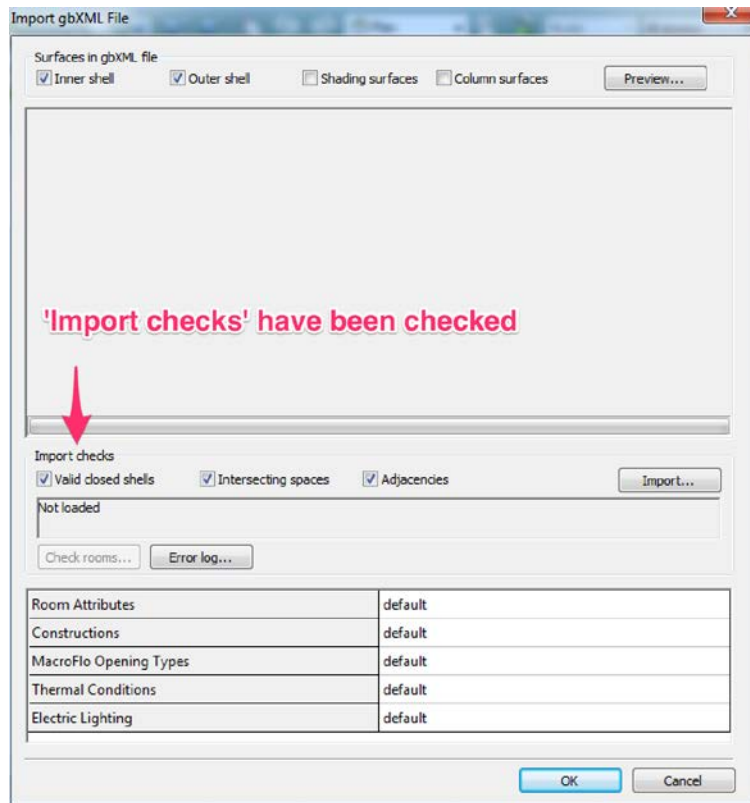 Import gbXML File
Surfaces in gbXML file
Inner shell Outer shell Shading surfaces Column surfaces Preview...
'Import checks' have been checked
Import checks
Valid closed shells Intersecting spaces Adjacencies Import...
Not loaded
Check rooms... Error log...
Room Attributes default
Constructions default
MacroFlo Opening Types default
Thermal Conditions default
Electric Lighting default
OK Cancel